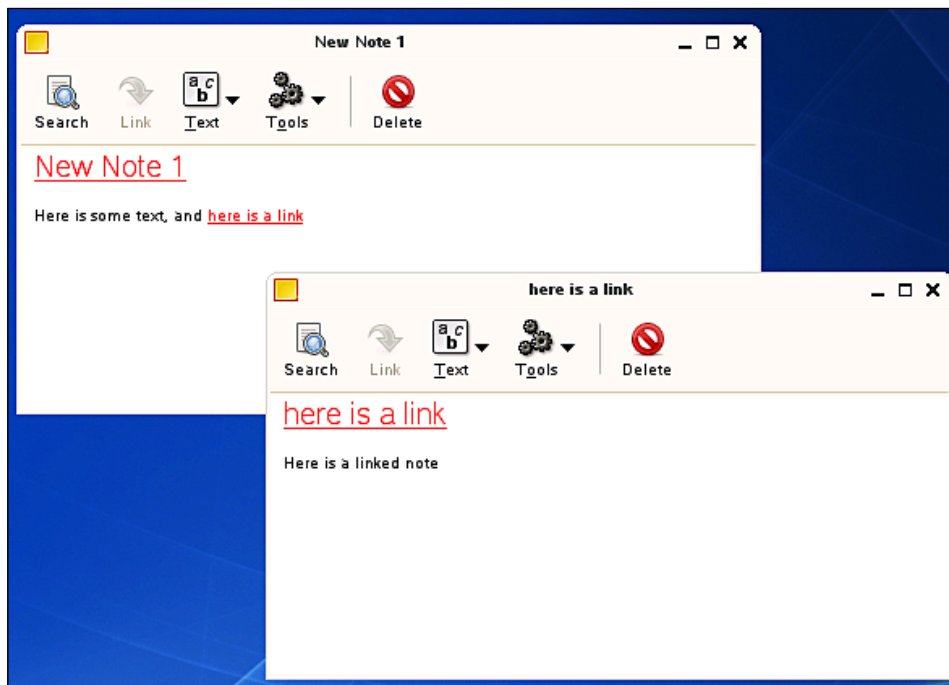 New Note 1
Search Link Text Tools Delete
New Note 1
Here is some text, and here is a link
here is a link
Search Link Text Tools Delete
here is a link
Here is a linked note